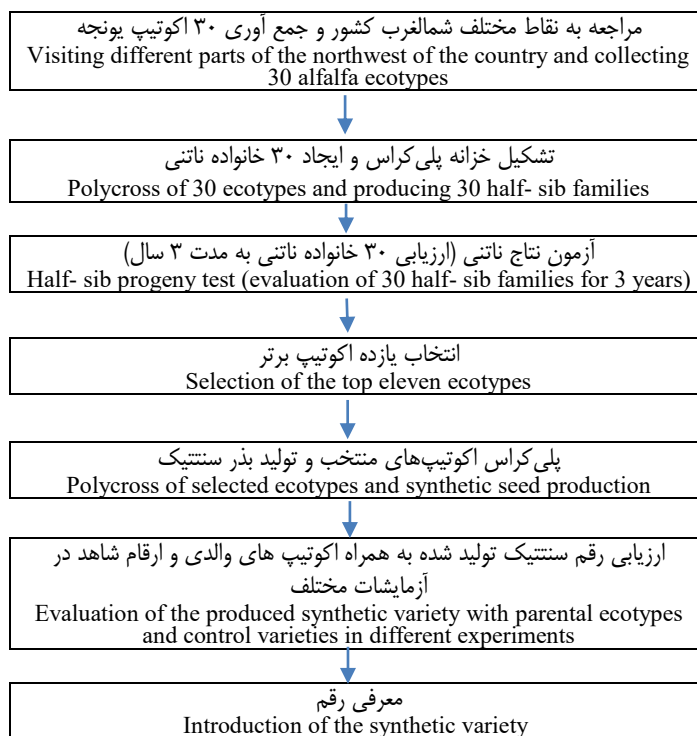 مراجعه به نقاط مختلف شمالغرب کشور و جمع آوری ۳۰ اکوتیپ یونجه
Visiting different parts of the northwest of the country and collecting
30 alfalfa ecotypes
تشکیل خزانه پلی‌کراس و ایجاد ۳۰ خانواده ناتنی
Polycross of 30 ecotypes and producing 30 half- sib families
آزمون نتاج ناتنی (ارزیابی ۳۰ خانواده ناتنی به مدت ۳ سال)
Half- sib progeny test (evaluation of 30 half- sib families for 3 years)
انتخاب یازده اکوتیپ برتر
Selection of the top eleven ecotypes
پلی‌کراس اکوتیپ‌های منتخب و تولید بذر سنتتیک
Polycross of selected ecotypes and synthetic seed production
ارزیابی رقم سنتتیک تولید شده به همراه اکوتیپ های والدی و ارقام شاهد در
آزمایشات مختلف
Evaluation of the produced synthetic variety with parental ecotypes
and control varieties in different experiments
معرفی رقم
Introduction of the synthetic variety